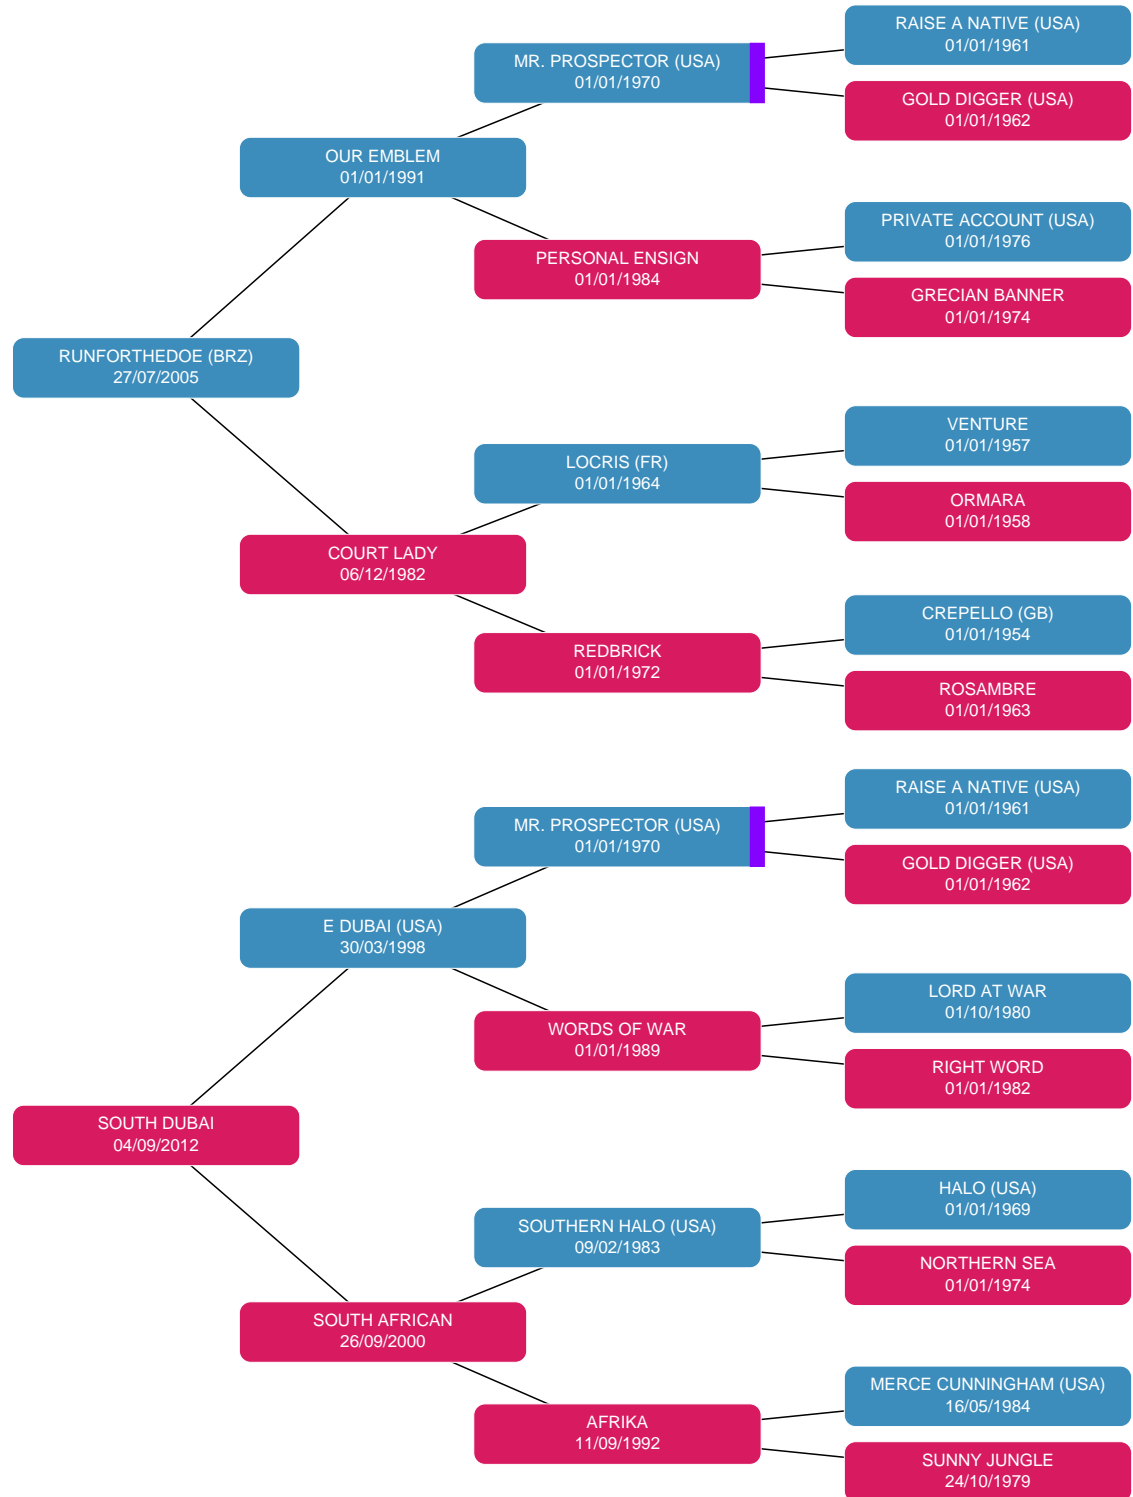 RAISE A NATIVE (USA)
01/01/1961
MR. PROSPECTOR (USA)
01/01/1970
GOLD DIGGER (USA)
01/01/1962
OUR EMBLEM
01/01/1991
PRIVATE ACCOUNT (USA)
01/01/1976
PERSONAL ENSIGN
01/01/1984
GRECIAN BANNER
01/01/1974
RUNFORTHEDOE (BRZ)
27/07/2005
VENTURE
01/01/1957
LOCRIS (FR)
01/01/1964
ORMARA
01/01/1958
COURT LADY
06/12/1982
CREPELLO (GB)
01/01/1954
REDBRICK
01/01/1972
ROSAMBRE
01/01/1963
RAISE A NATIVE (USA)
01/01/1961
MR. PROSPECTOR (USA)
01/01/1970
GOLD DIGGER (USA)
01/01/1962
E DUBAI (USA)
30/03/1998
LORD AT WAR
01/10/1980
WORDS OF WAR
01/01/1989
RIGHT WORD
01/01/1982
SOUTH DUBAI
04/09/2012
HALO (USA)
01/01/1969
SOUTHERN HALO (USA)
09/02/1983
NORTHERN SEA
01/01/1974
SOUTH AFRICAN
26/09/2000
MERCE CUNNINGHAM (USA)
16/05/1984
AFRIKA
11/09/1992
SUNNY JUNGLE
24/10/1979